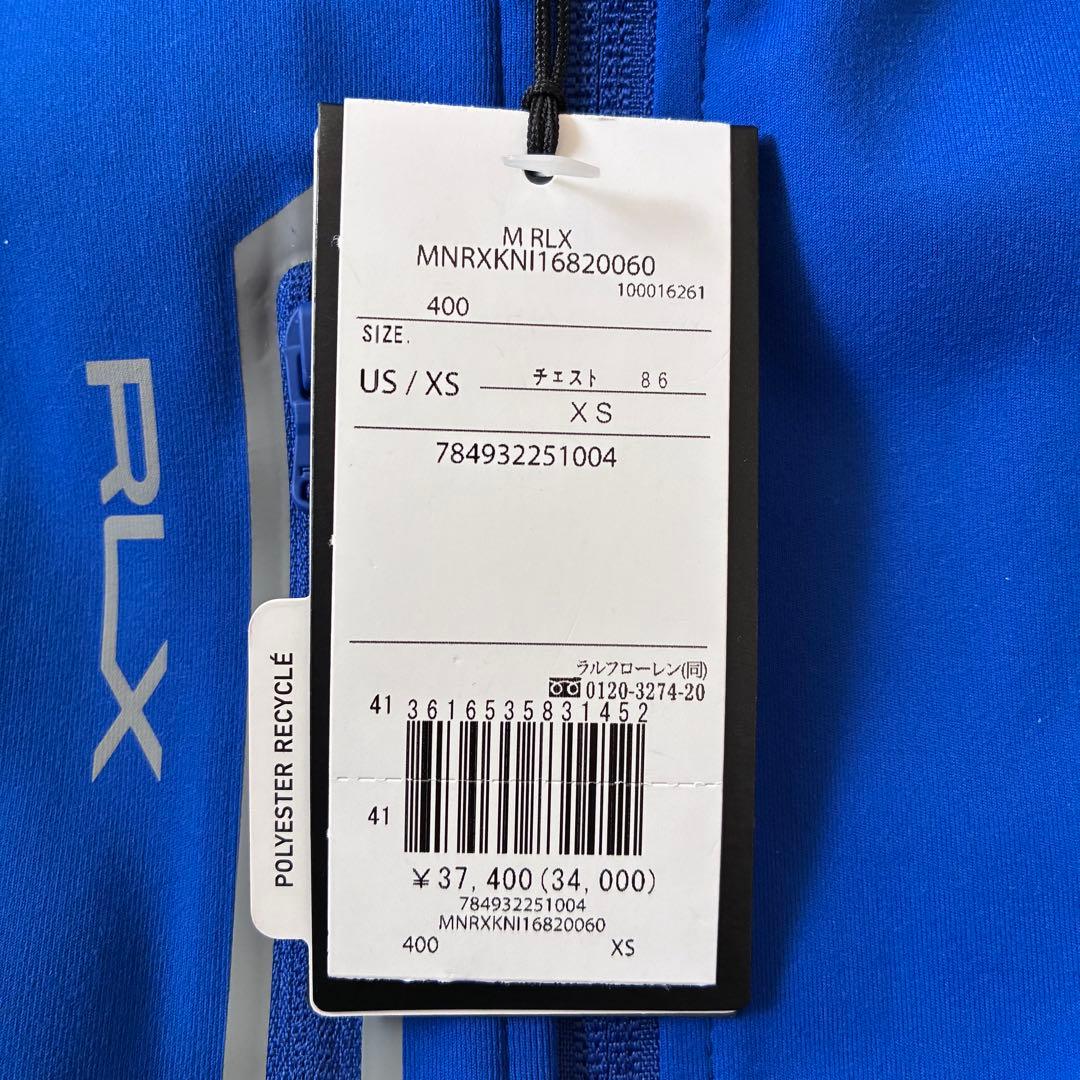 M RLX
MNRXKNI16820060
100016261
400
SIZE.
US / XS
チェスト 86
XS
784932251004
ラルフローレン(同)
0120-3274-20
41 3616535831452
41
¥37,400(34,000)
784932251004
MNRXKNI16820060
400 XS
POLYESTER RECYCLÉ
RLX